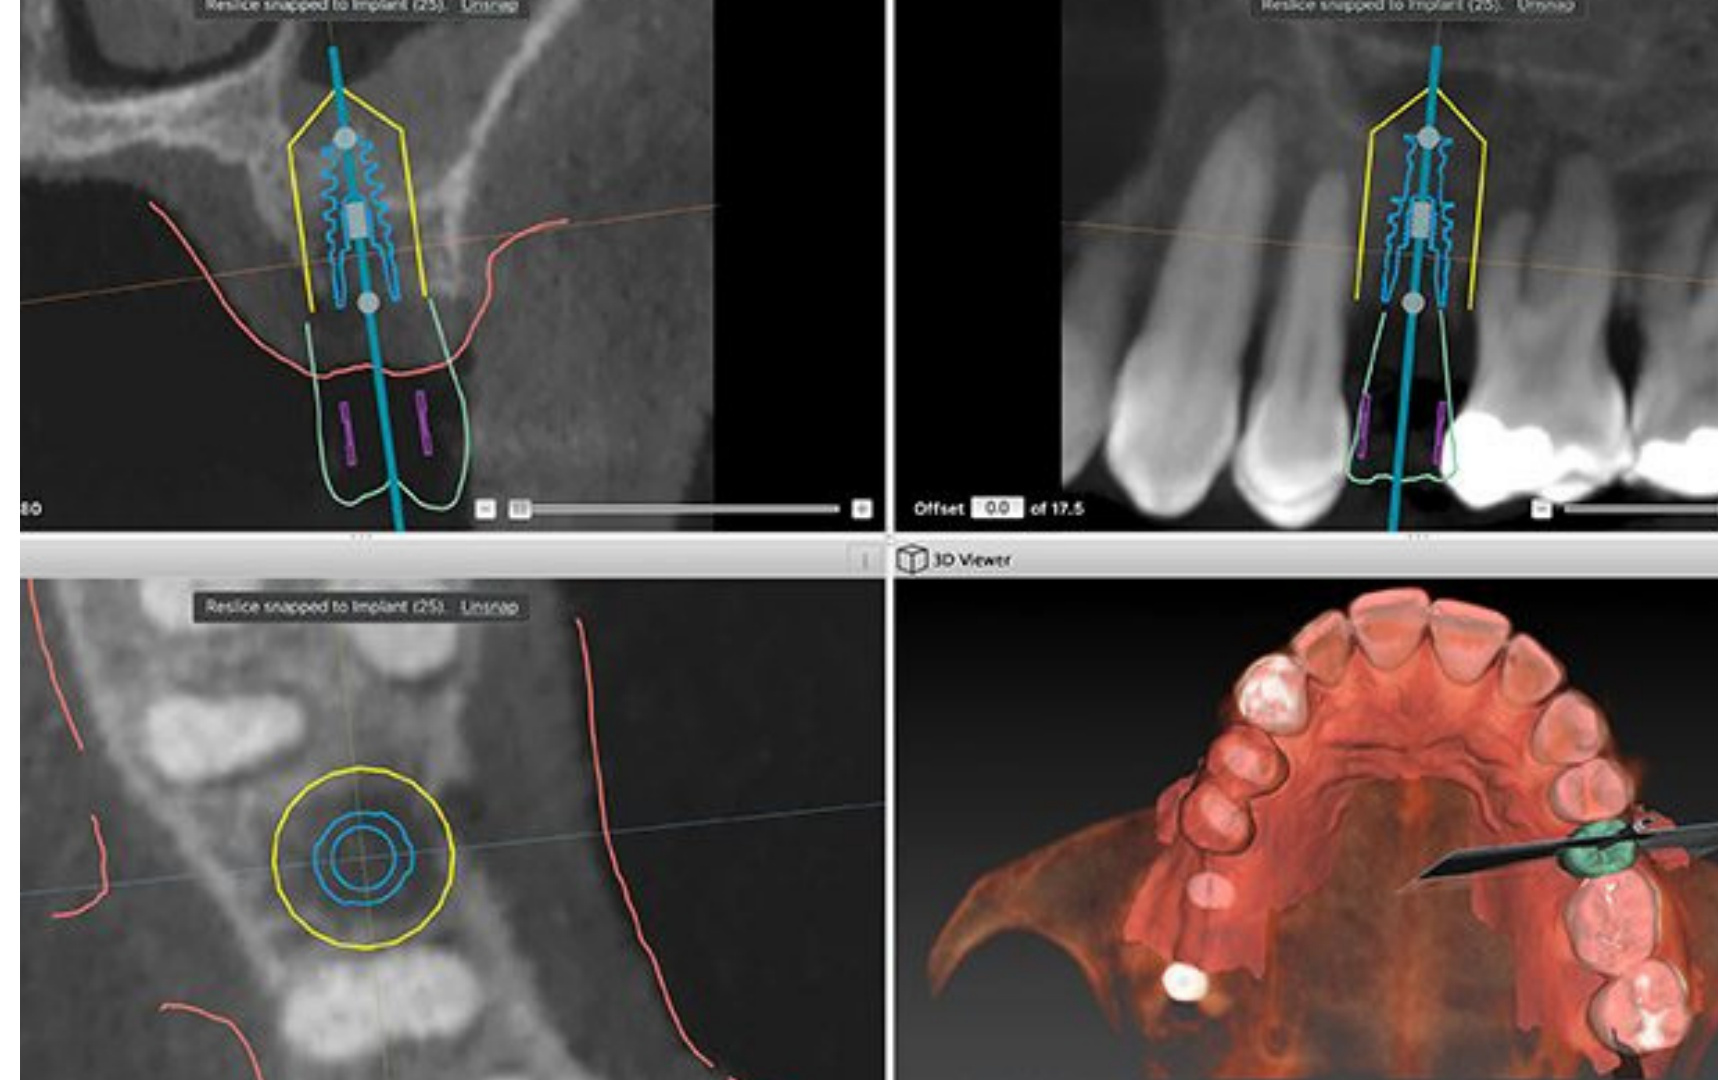 Reslice snapped to Implant (25). Unsnap
Reslice snapped to Implant (25). Unsnap
80
Offset 0.0 of 17.5
3D Viewer
Reslice snapped to Implant (25). Unsnap